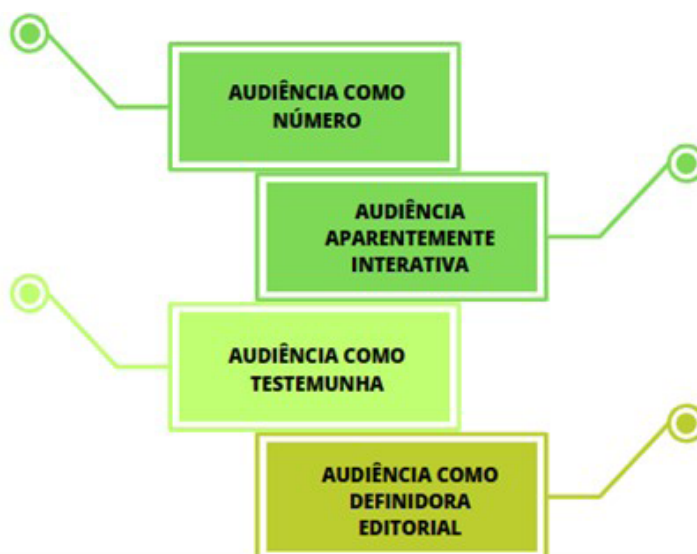 AUDIÊNCIA COMO
NÚMERO
AUDIÊNCIA
APARENTEMENTE
INTERATIVA
AUDIÊNCIA COMO
TESTEMUNHA
AUDIÊNCIA COMO
DEFINIDORA
EDITORIAL